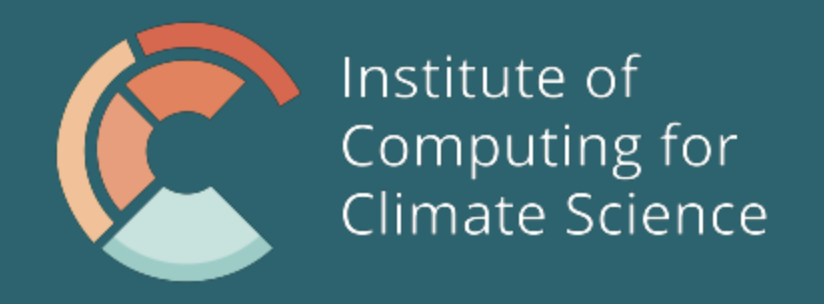 Institute of
Computing for
Climate Science